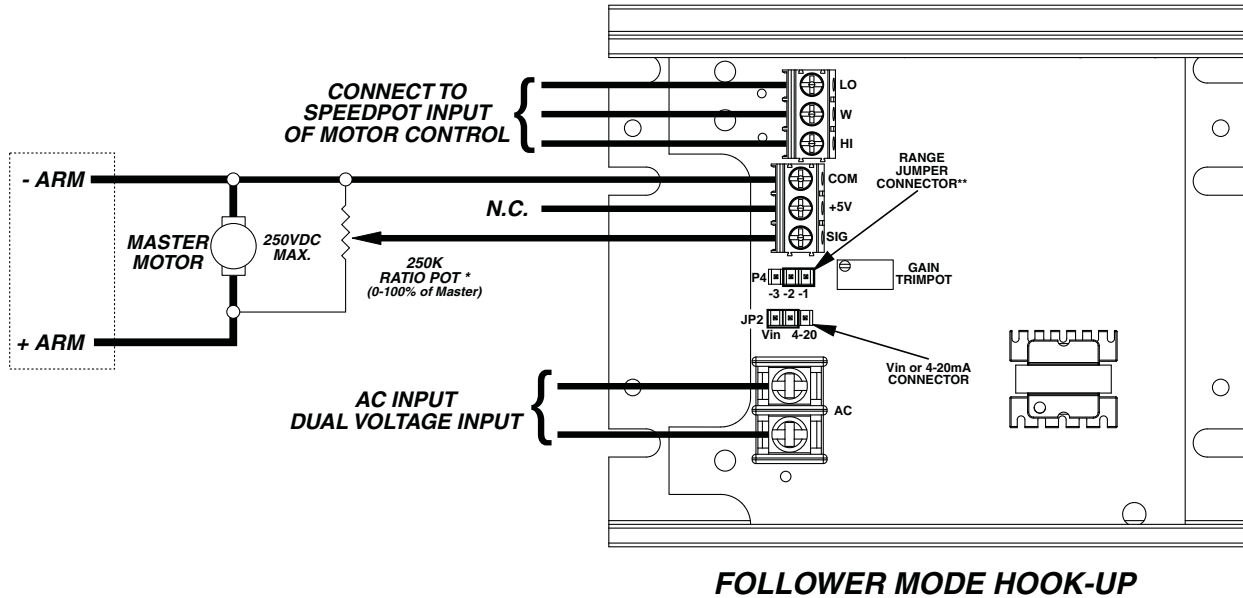 CONNECT TO
SPEEDPOT INPUT
OF MOTOR CONTROL
LO
W
HI
RANGE
JUMPER
CONNECTOR**
- ARM
COM
N.C.
+5V
MASTER
MOTOR
250VDC
MAX.
SIG
250K
RATIO POT *
(0-100% of Master)
P4
-3 -2 -1
GAIN
TRIMPOT
JP2
Vin 4-20
+ ARM
Vin or 4-20mA
CONNECTOR
AC INPUT
DUAL VOLTAGE INPUT
AC
FOLLOWER MODE HOOK-UP